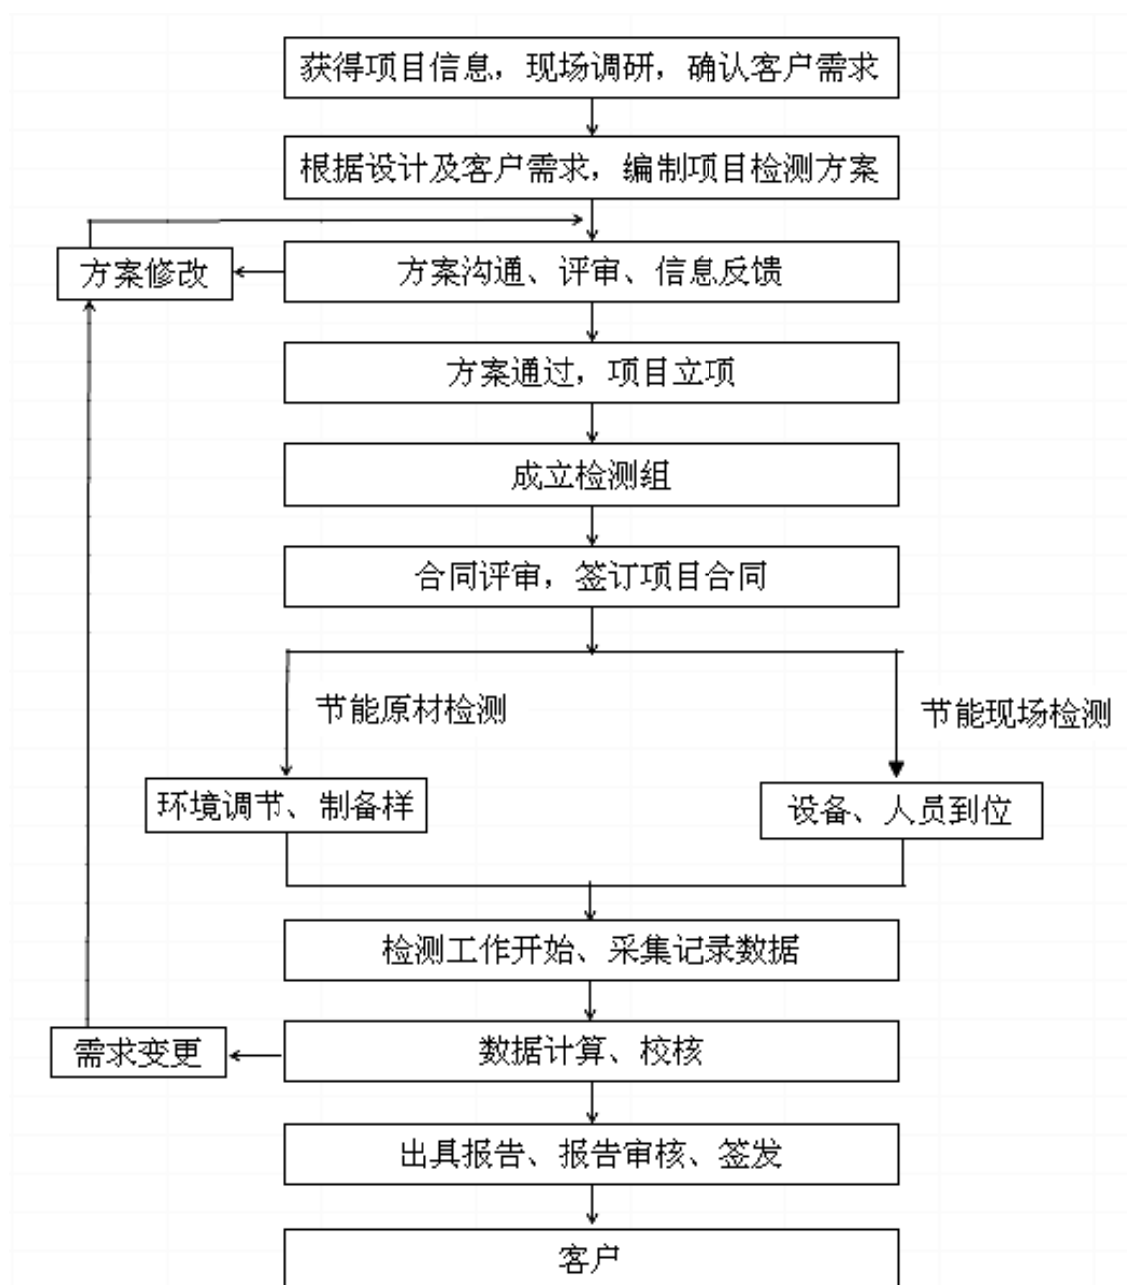 获得项目信息，现场调研，确认客户需求
根据设计及客户需求，编制项目检测方案
方案修改
方案沟通、评审、信息反馈
方案通过，项目立项
成立检测组
合同评审，签订项目合同
节能原材检测
节能现场检测
环境调节、制备样
设备、人员到位
检测工作开始、采集记录数据
需求变更
数据计算、校核
出具报告、报告审核、签发
客户